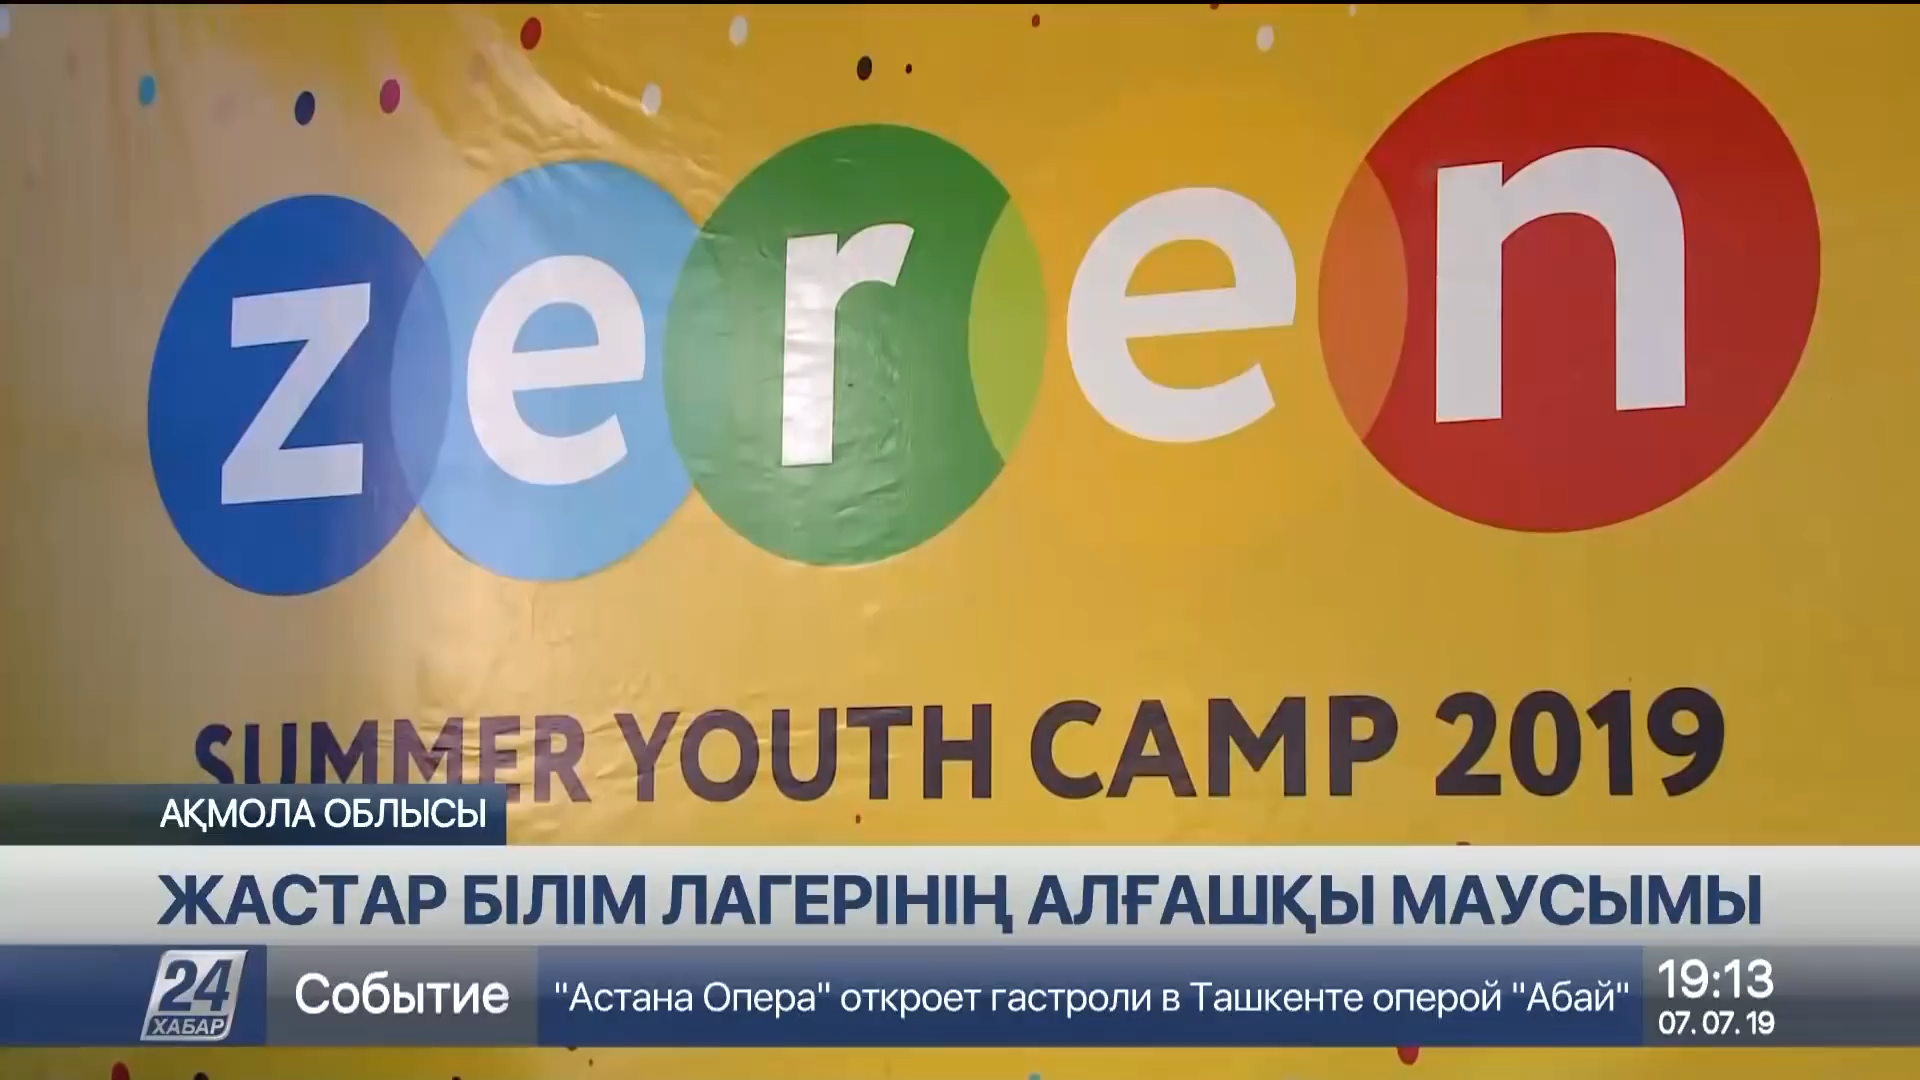 zeren
SUMMER YOUTH CAMP 2019
АҚМОЛА ОБЛЫСЫ
ЖАСТАР БІЛІМ ЛАГЕРІНІҢ АЛҒАШҚЫ МАУСЫМЫ
24
ХАБАР
Событие
"Астана Опера" откроет гастроли в Ташкенте оперой "Абай"
19:13
07. 07. 19